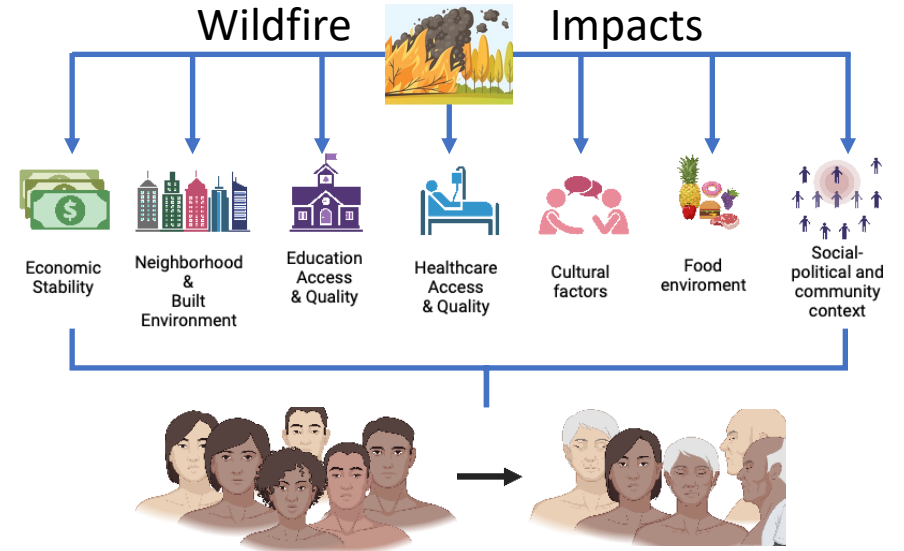 Wildfire Impacts
$
Economic
Stability
Neighborhood
&
Built
Environment
Education
Access
& Quality
Healthcare
Access
& Quality
Cultural
factors
Food
enviroment
Social-
political and
community
context